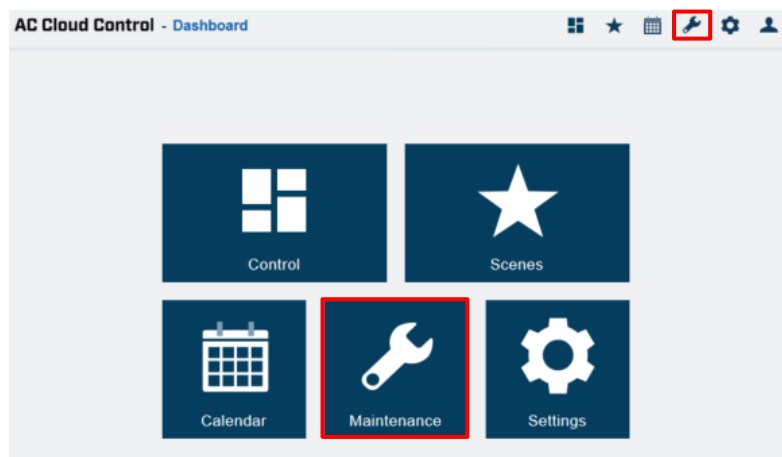 AC Cloud Control - Dashboard
Control
Scenes
Calendar
Maintenance
Settings